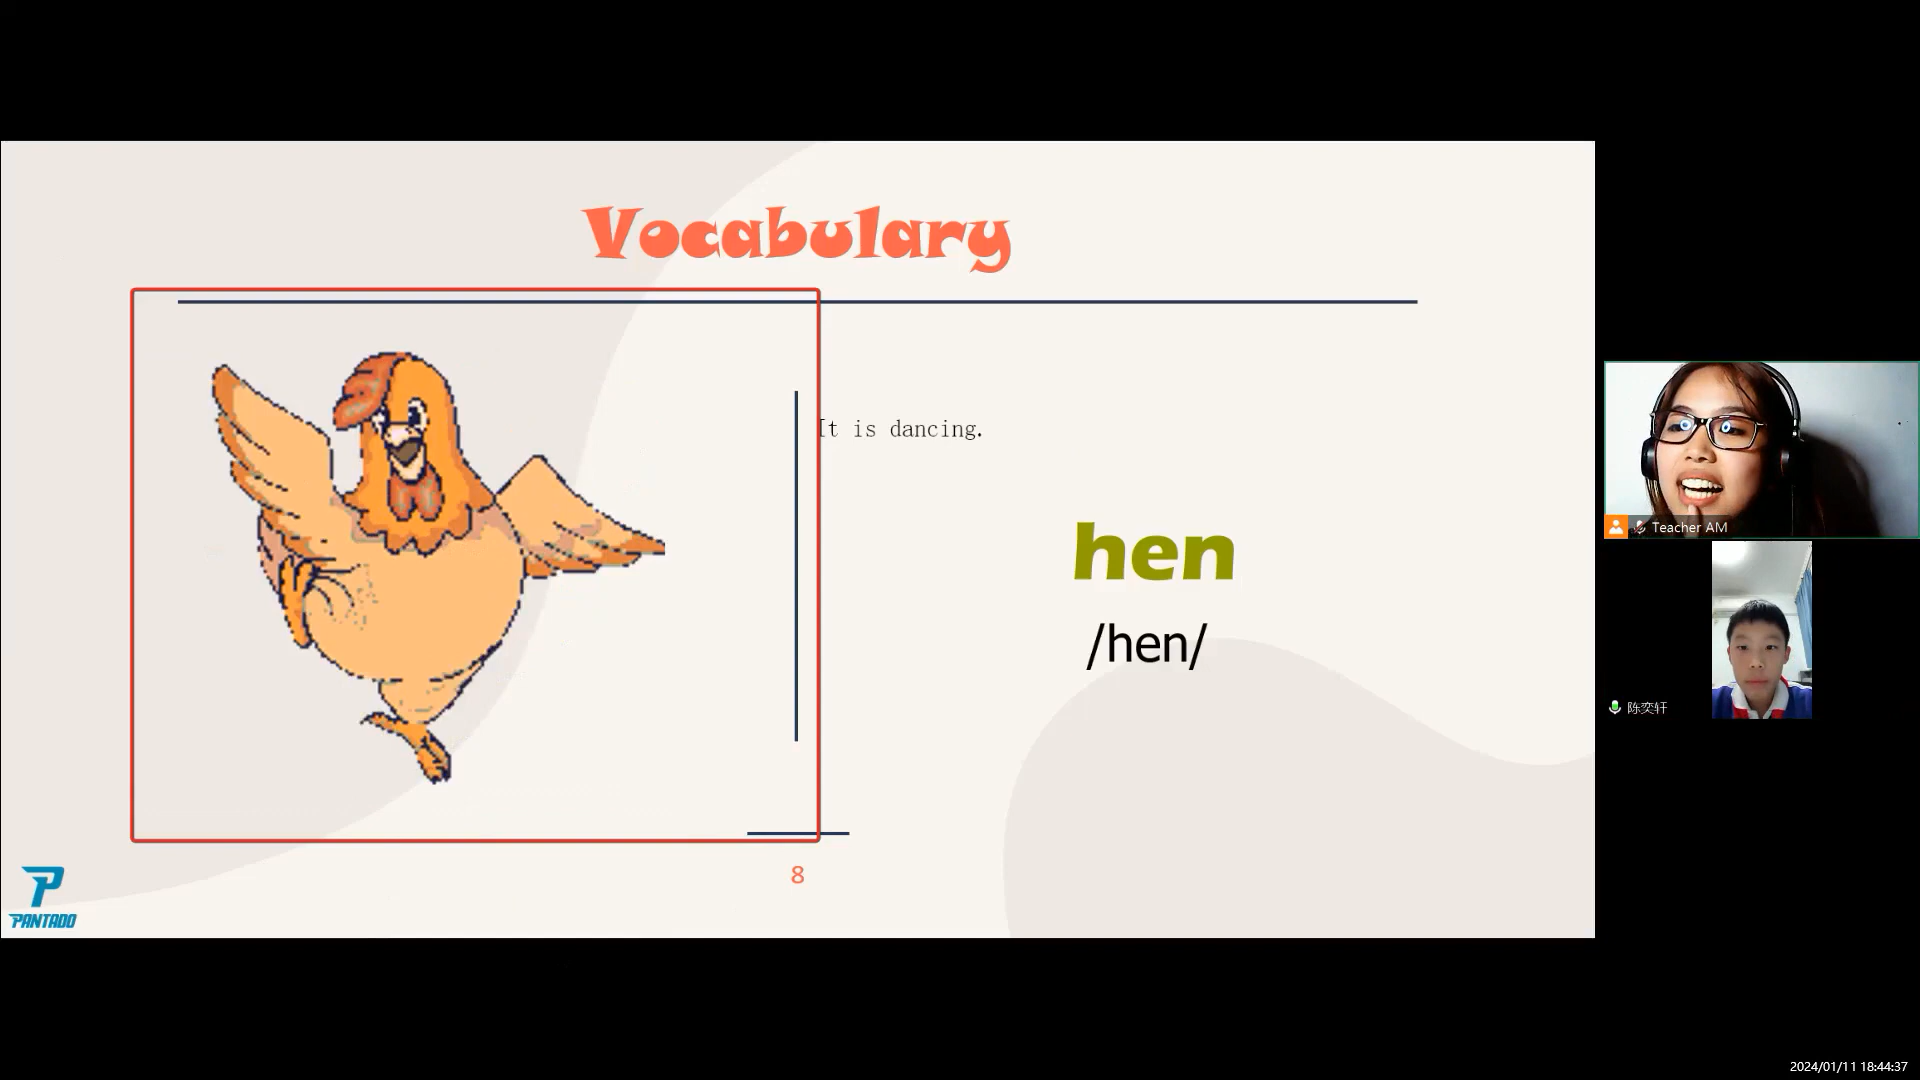 Vocabulary
It is dancing.
hen
/hen/
8
PANTADO
Teacher AM
陈奕轩
2024/01/11 18:44:37